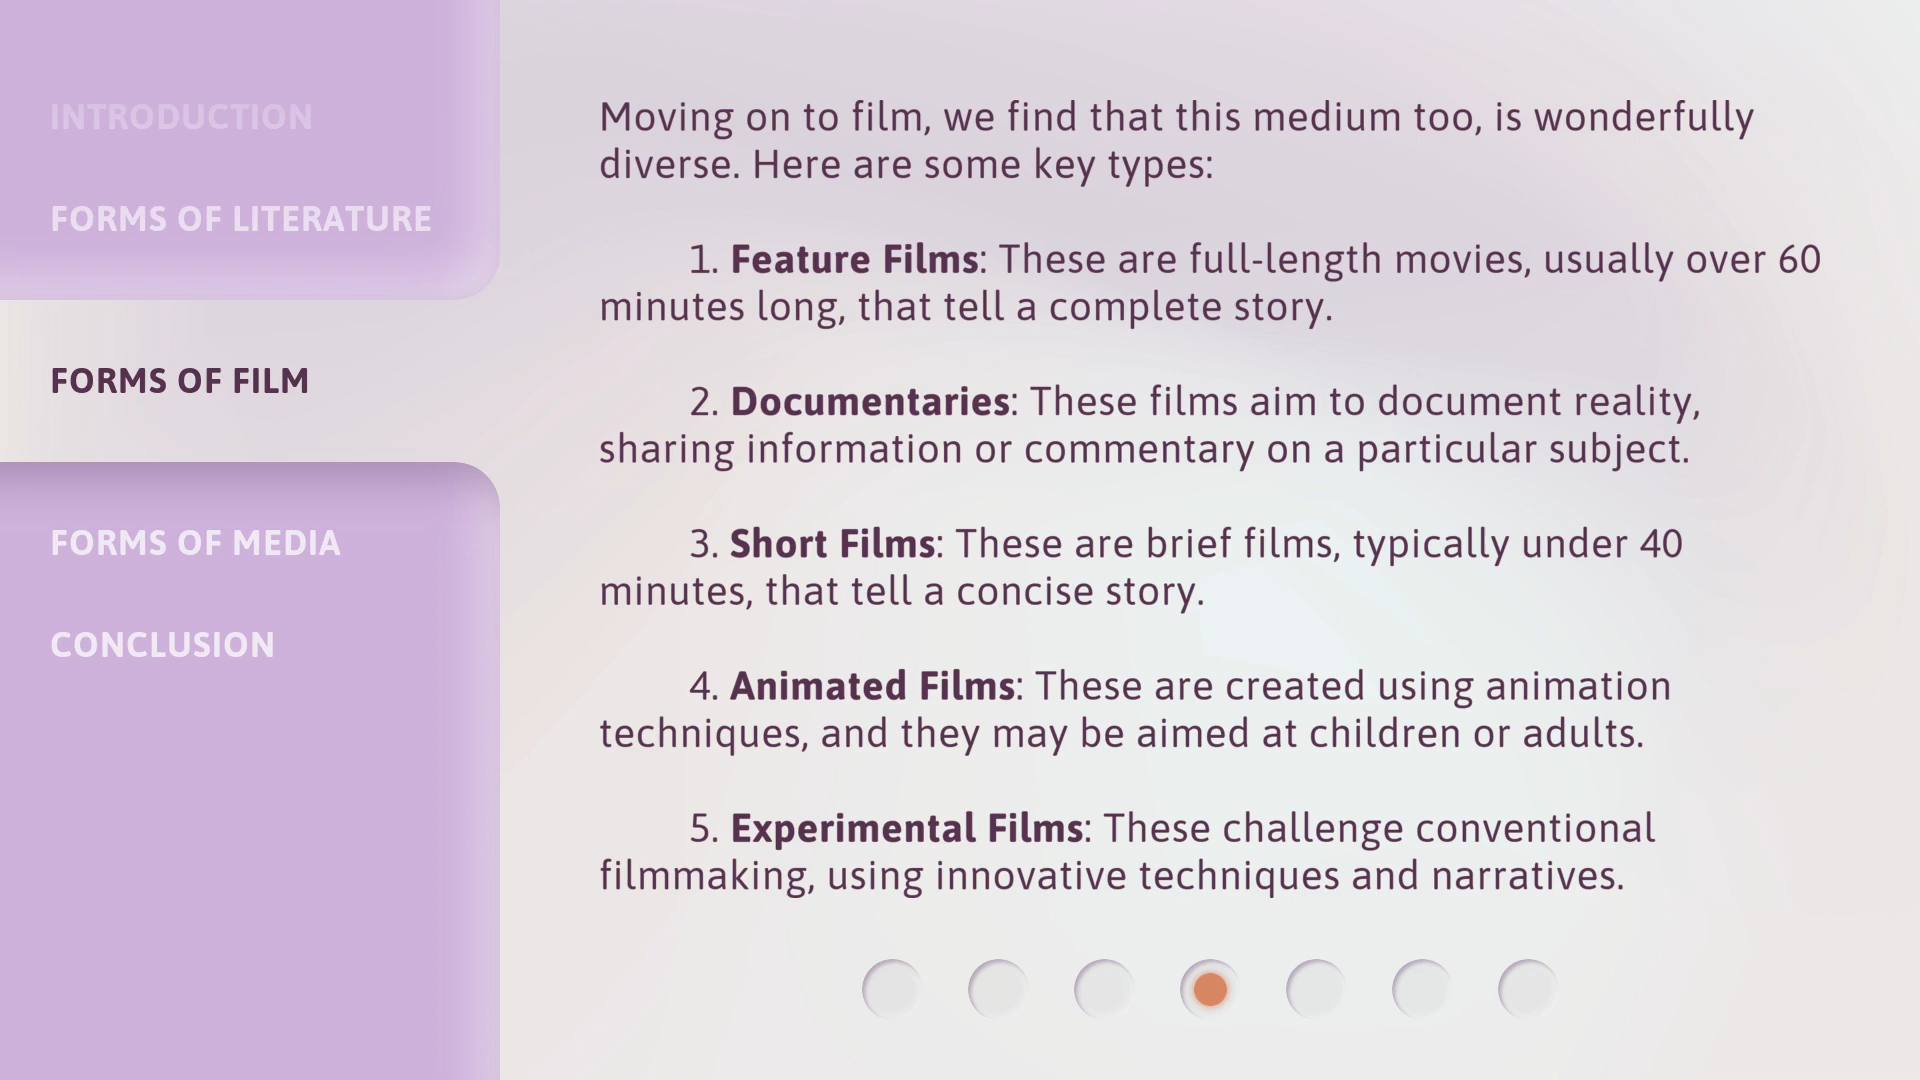 INTRODUCTION
FORMS OF LITERATURE
FORMS OF FILM
FORMS OF MEDIA
CONCLUSION
Moving on to film, we find that this medium too, is wonderfully
diverse. Here are some key types:
1. Feature Films: These are full-length movies, usually over 60
minutes long, that tell a complete story.
2. Documentaries: These films aim to document reality,
sharing information or commentary on a particular subject.
3. Short Films: These are brief films, typically under 40
minutes, that tell a concise story.
4. Animated Films: These are created using animation
techniques, and they may be aimed at children or adults.
5. Experimental Films: These challenge conventional
filmmaking, using innovative techniques and narratives.